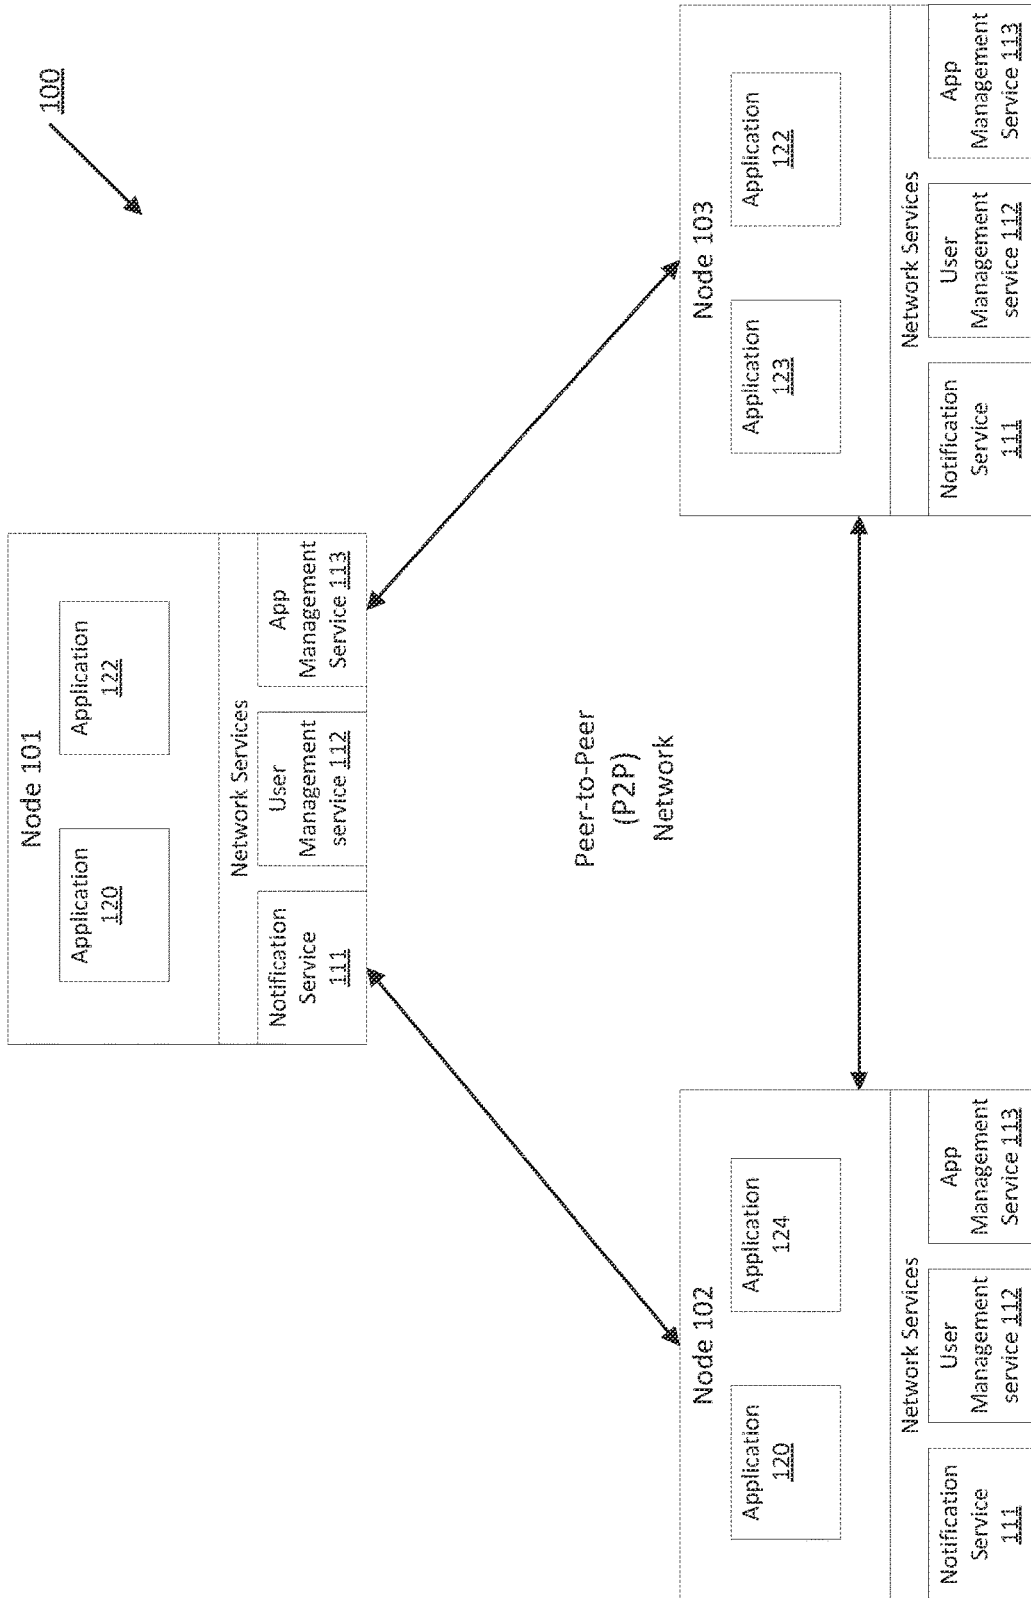 100
Node 101
Application
120
Application
122
Network Services
Notification
Service
111
User
Management
service 112
App
Management
Service 113
Peer-to-Peer
(P2P)
Network
Node 102
Application
120
Application
124
Network Services
Notification
Service
111
User
Management
service 112
App
Management
Service 113
Node 103
Application
123
Application
122
Network Services
Notification
Service
111
User
Management
service 112
App
Management
Service 113